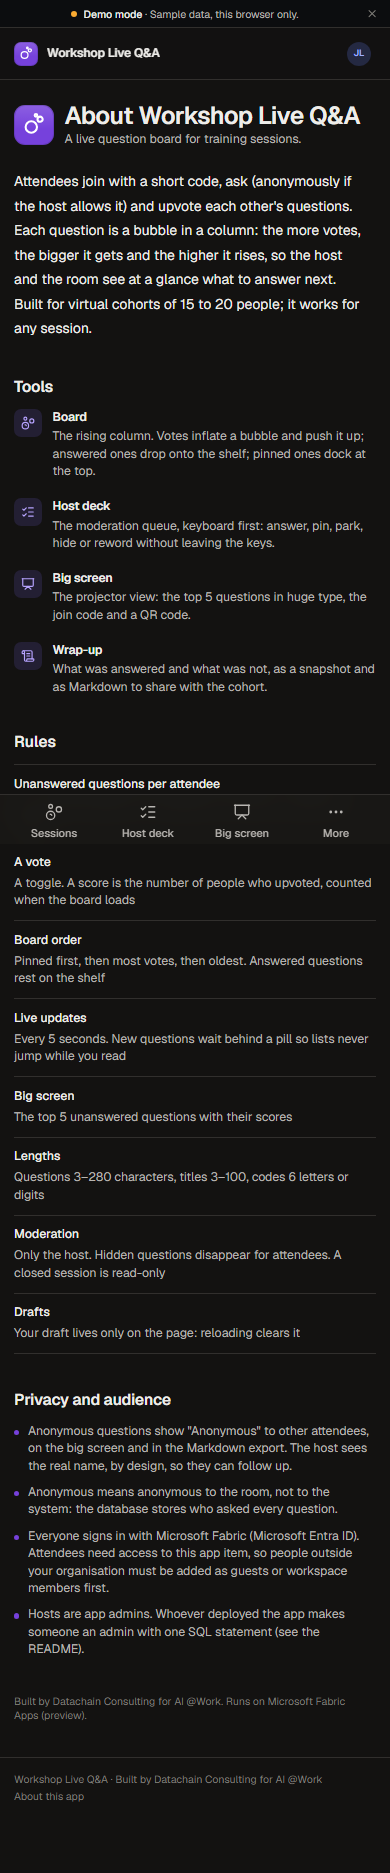 Demo mode · Sample data, this browser only.
Workshop Live Q&A
JL
About Workshop Live Q&A
A live question board for training sessions.
Attendees join with a short code, ask (anonymously if
the host allows it) and upvote each other's questions.
Each question is a bubble in a column: the more votes,
the bigger it gets and the higher it rises, so the host
and the room see at a glance what to answer next.
Built for virtual cohorts of 15 to 20 people; it works for
any session.
Tools
Board
The rising column. Votes inflate a bubble and push it up;
answered ones drop onto the shelf; pinned ones dock at
the top.
Host deck
The moderation queue, keyboard first: answer, pin, park,
hide or reword without leaving the keys.
Big screen
The projector view: the top 5 questions in huge type, the
join code and a QR code.
Wrap-up
What was answered and what was not, as a snapshot and
as Markdown to share with the cohort.
Rules
Unanswered questions per attendee
Sessions
Host deck
Big screen
More
A vote
A toggle. A score is the number of people who upvoted, counted
when the board loads
Board order
Pinned first, then most votes, then oldest. Answered questions
rest on the shelf
Live updates
Every 5 seconds. New questions wait behind a pill so lists never
jump while you read
Big screen
The top 5 unanswered questions with their scores
Lengths
Questions 3–280 characters, titles 3–100, codes 6 letters or
digits
Moderation
Only the host. Hidden questions disappear for attendees. A
closed session is read-only
Drafts
Your draft lives only on the page: reloading clears it
Privacy and audience
Anonymous questions show "Anonymous" to other attendees,
on the big screen and in the Markdown export. The host sees
the real name, by design, so they can follow up.
Anonymous means anonymous to the room, not to the
system: the database stores who asked every question.
Everyone signs in with Microsoft Fabric (Microsoft Entra ID).
Attendees need access to this app item, so people outside
your organisation must be added as guests or workspace
members first.
Hosts are app admins. Whoever deployed the app makes
someone an admin with one SQL statement (see the
README).
Built by Datachain Consulting for AI @Work. Runs on Microsoft Fabric
Apps (preview).
Workshop Live Q&A · Built by Datachain Consulting for AI @Work
About this app